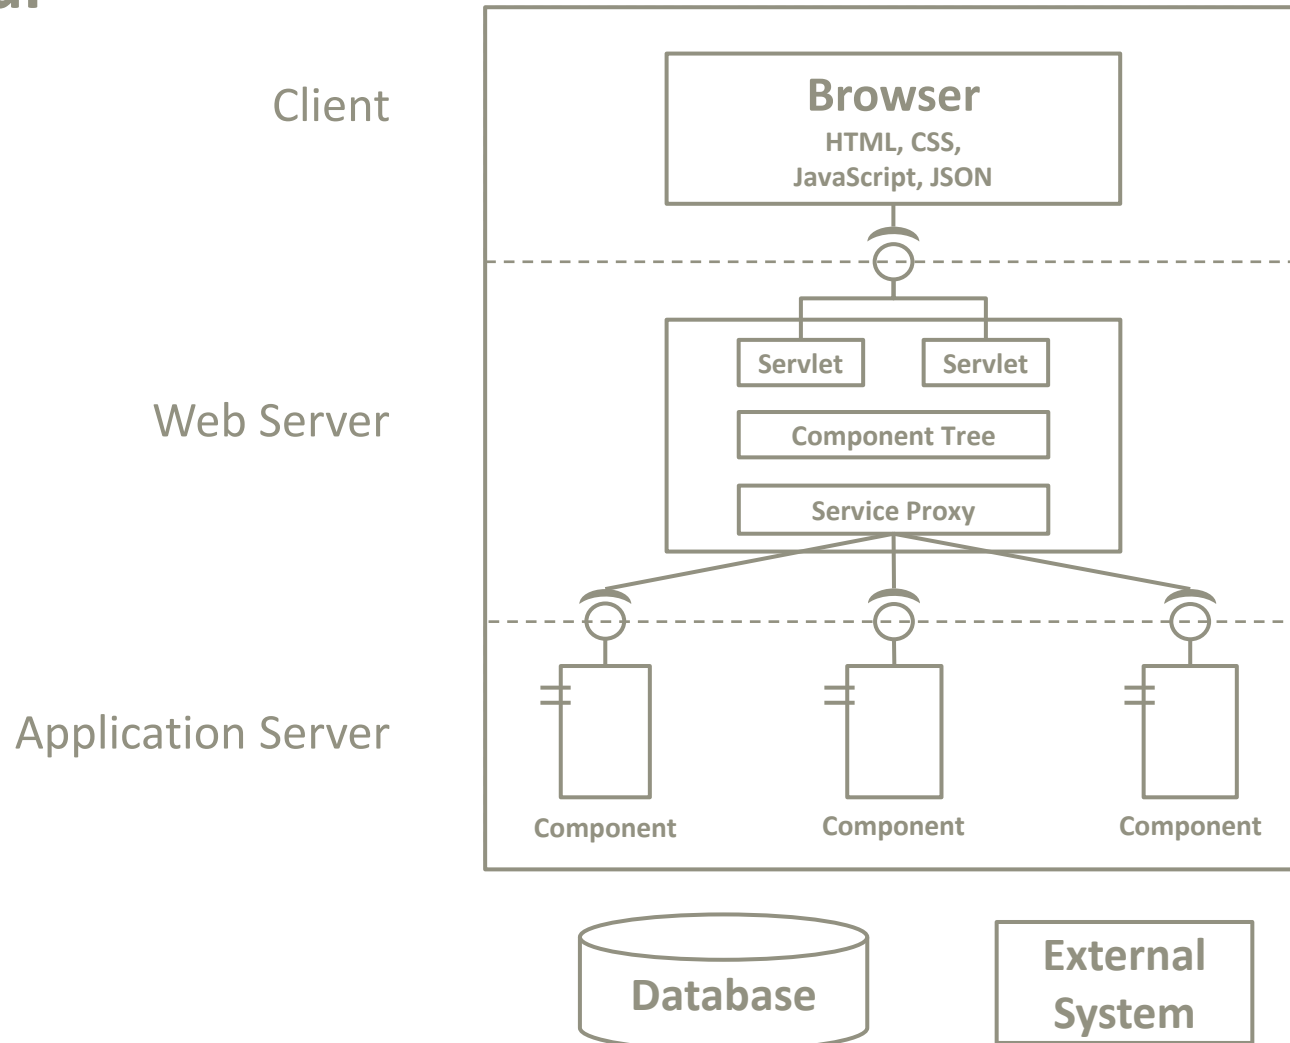 Client
Browser
HTML, CSS,
JavaScript, JSON
Web Server
Servlet
Servlet
Component Tree
Service Proxy
Application Server
Component
Component
Component
Database
External
System